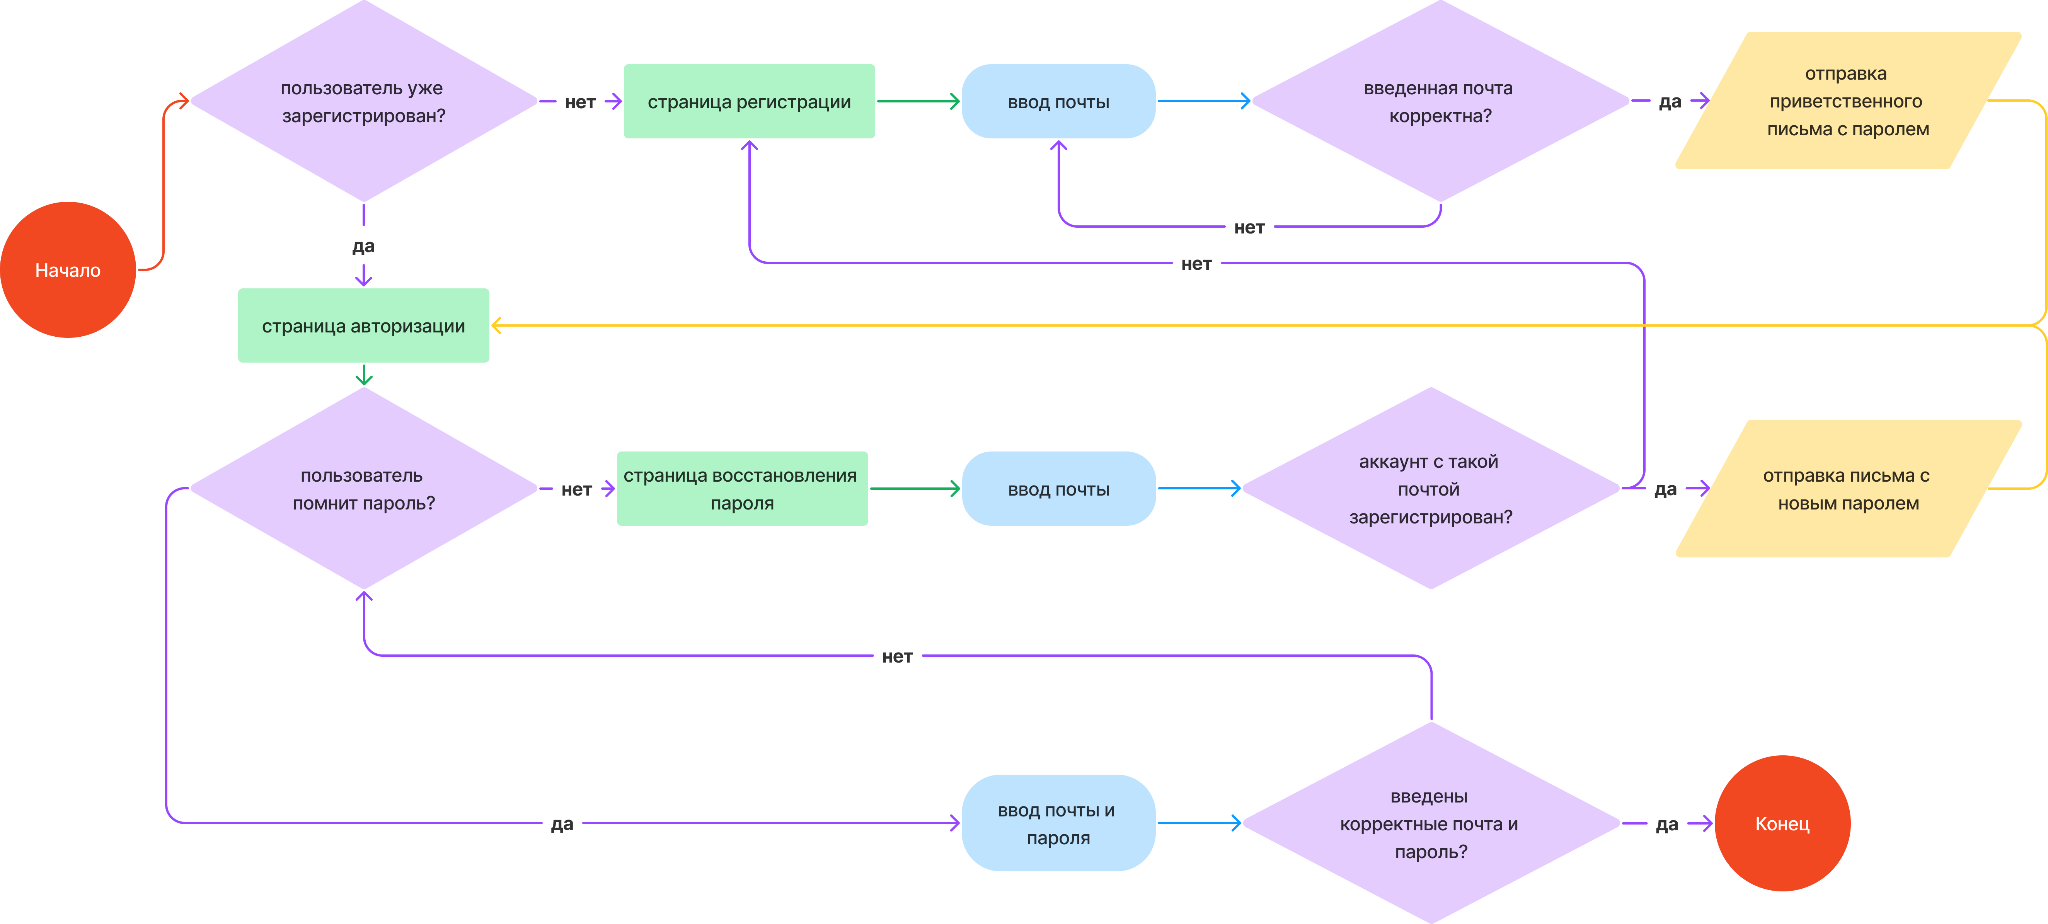 пользователь уже
зарегистрирован?
нет
страница регистрации
ввод почты
введенная почта
корректна?
да
отправка
приветственного
письма с паролем
нет
да
нет
Начало
страница авторизации
пользователь
помнит пароль?
нет
страница восстановления
пароля
ввод почты
аккаунт с такой
почтой
зарегистрирован?
да
отправка письма с
новым паролем
нет
да
ввод почты и
пароля
введены
корректные почта и
пароль?
да
Конец